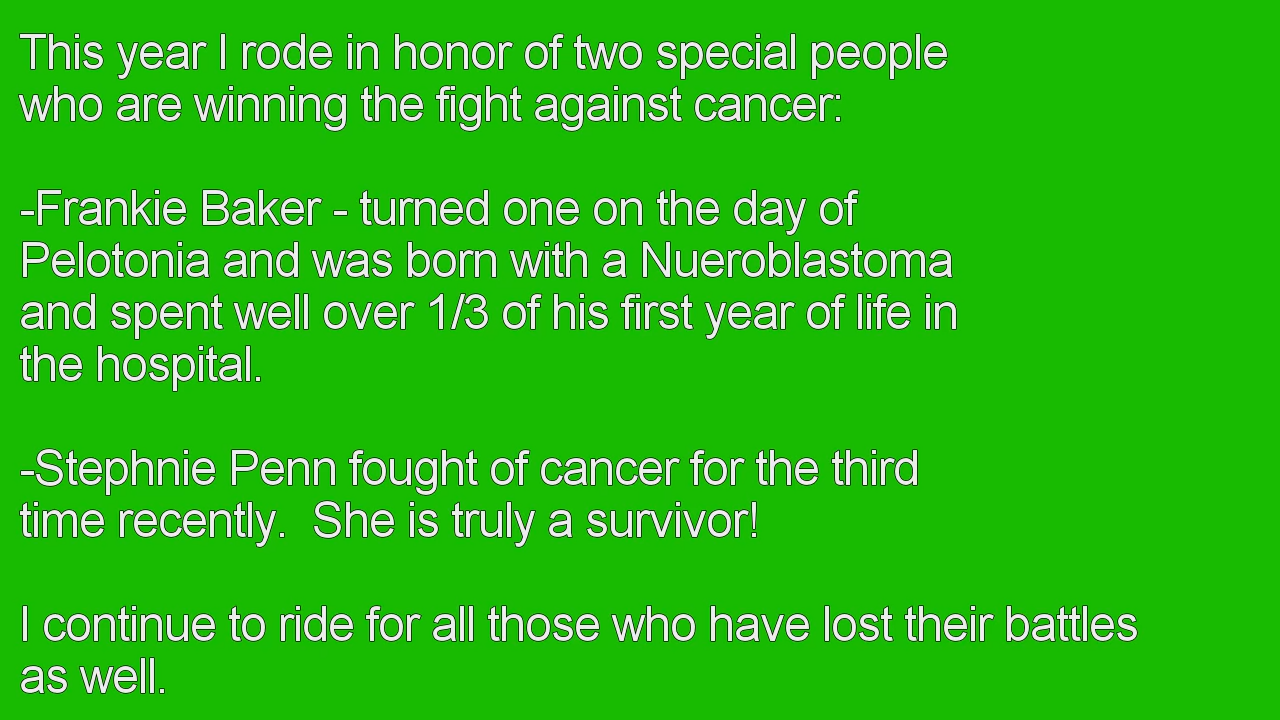 This year I rode in honor of two special people
who are winning the fight against cancer:
-Frankie Baker - turned one on the day of
Pelotonia and was born with a Nueroblastoma
and spent well over 1/3 of his first year of life in
the hospital.
-Stephnie Penn fought of cancer for the third
time recently.  She is truly a survivor!
I continue to ride for all those who have lost their battles
as well.